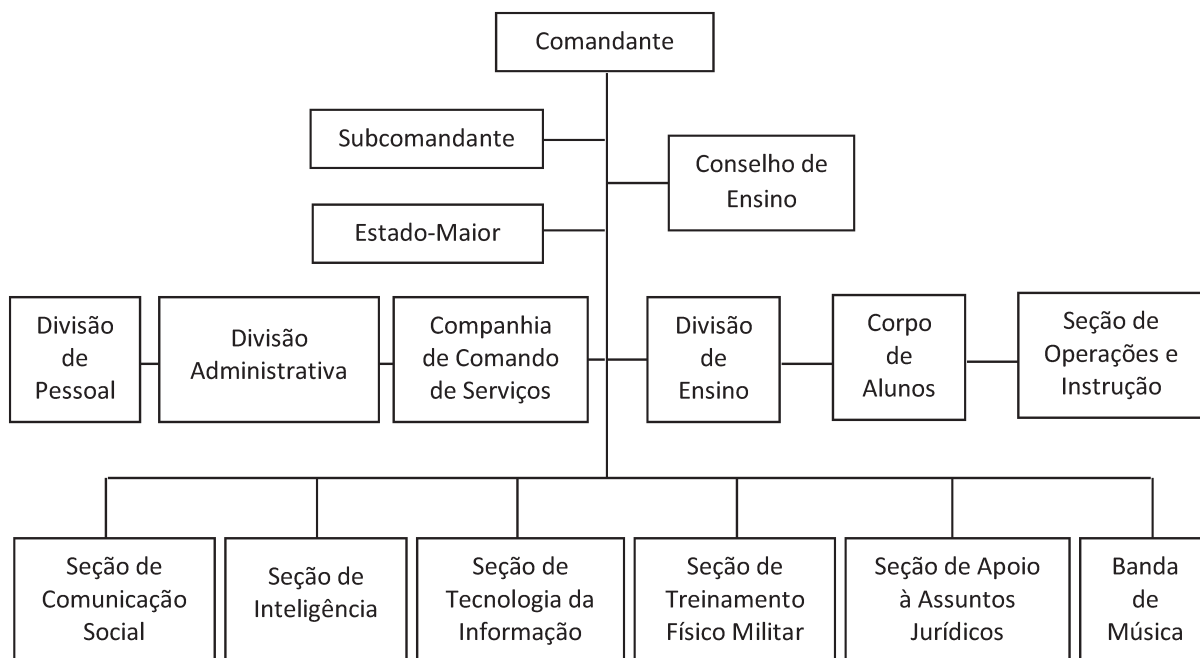 Comandante
Subcomandante
Conselho de
Ensino
Estado-Maior
Divisão
de
Pessoal
Divisão
Administrativa
Companhia
de Comando
de Serviços
Divisão
de
Ensino
Corpo
de
Alunos
Seção de
Operações e
Instrução
Seção de
Comunicação
Social
Seção de
Inteligência
Seção de
Tecnologia da
Informação
Seção de
Treinamento
Físico Militar
Seção de Apoio
à Assuntos
Jurídicos
Banda
de
Música